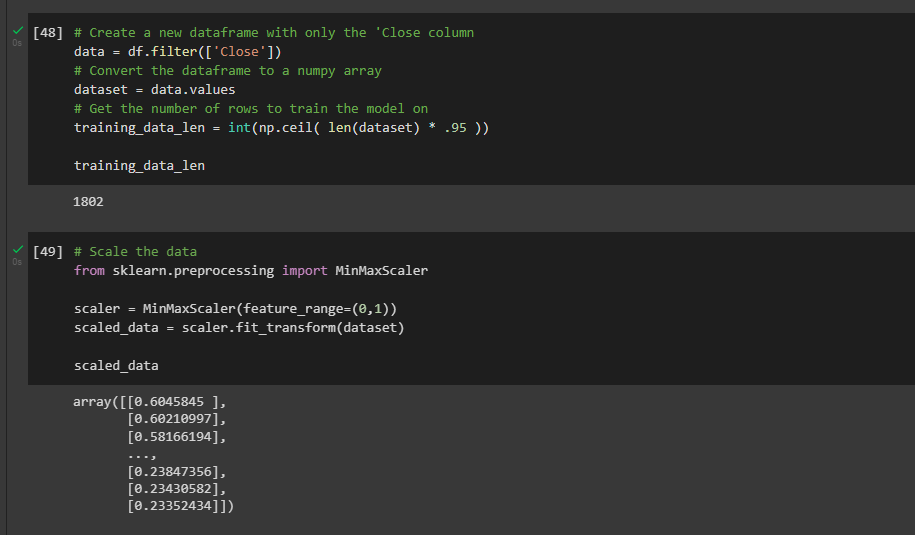 [48] # Create a new dataframe with only the 'Close column
data = df.filter(['Close'])
# Convert the dataframe to a numpy array
dataset = data.values
# Get the number of rows to train the model on
training_data_len = int(np.ceil( len(dataset) * .95 ))
training_data_len
0s
1802
[49] # Scale the data
from sklearn.preprocessing import MinMaxScaler
scaler = MinMaxScaler(feature_range=(0,1))
scaled_data = scaler.fit_transform(dataset)
scaled_data
0s
array([[0.6045845 ],
[0.60210997],
[0.58166194],
...,
[0.23847356],
[0.23430582],
[0.23352434]])